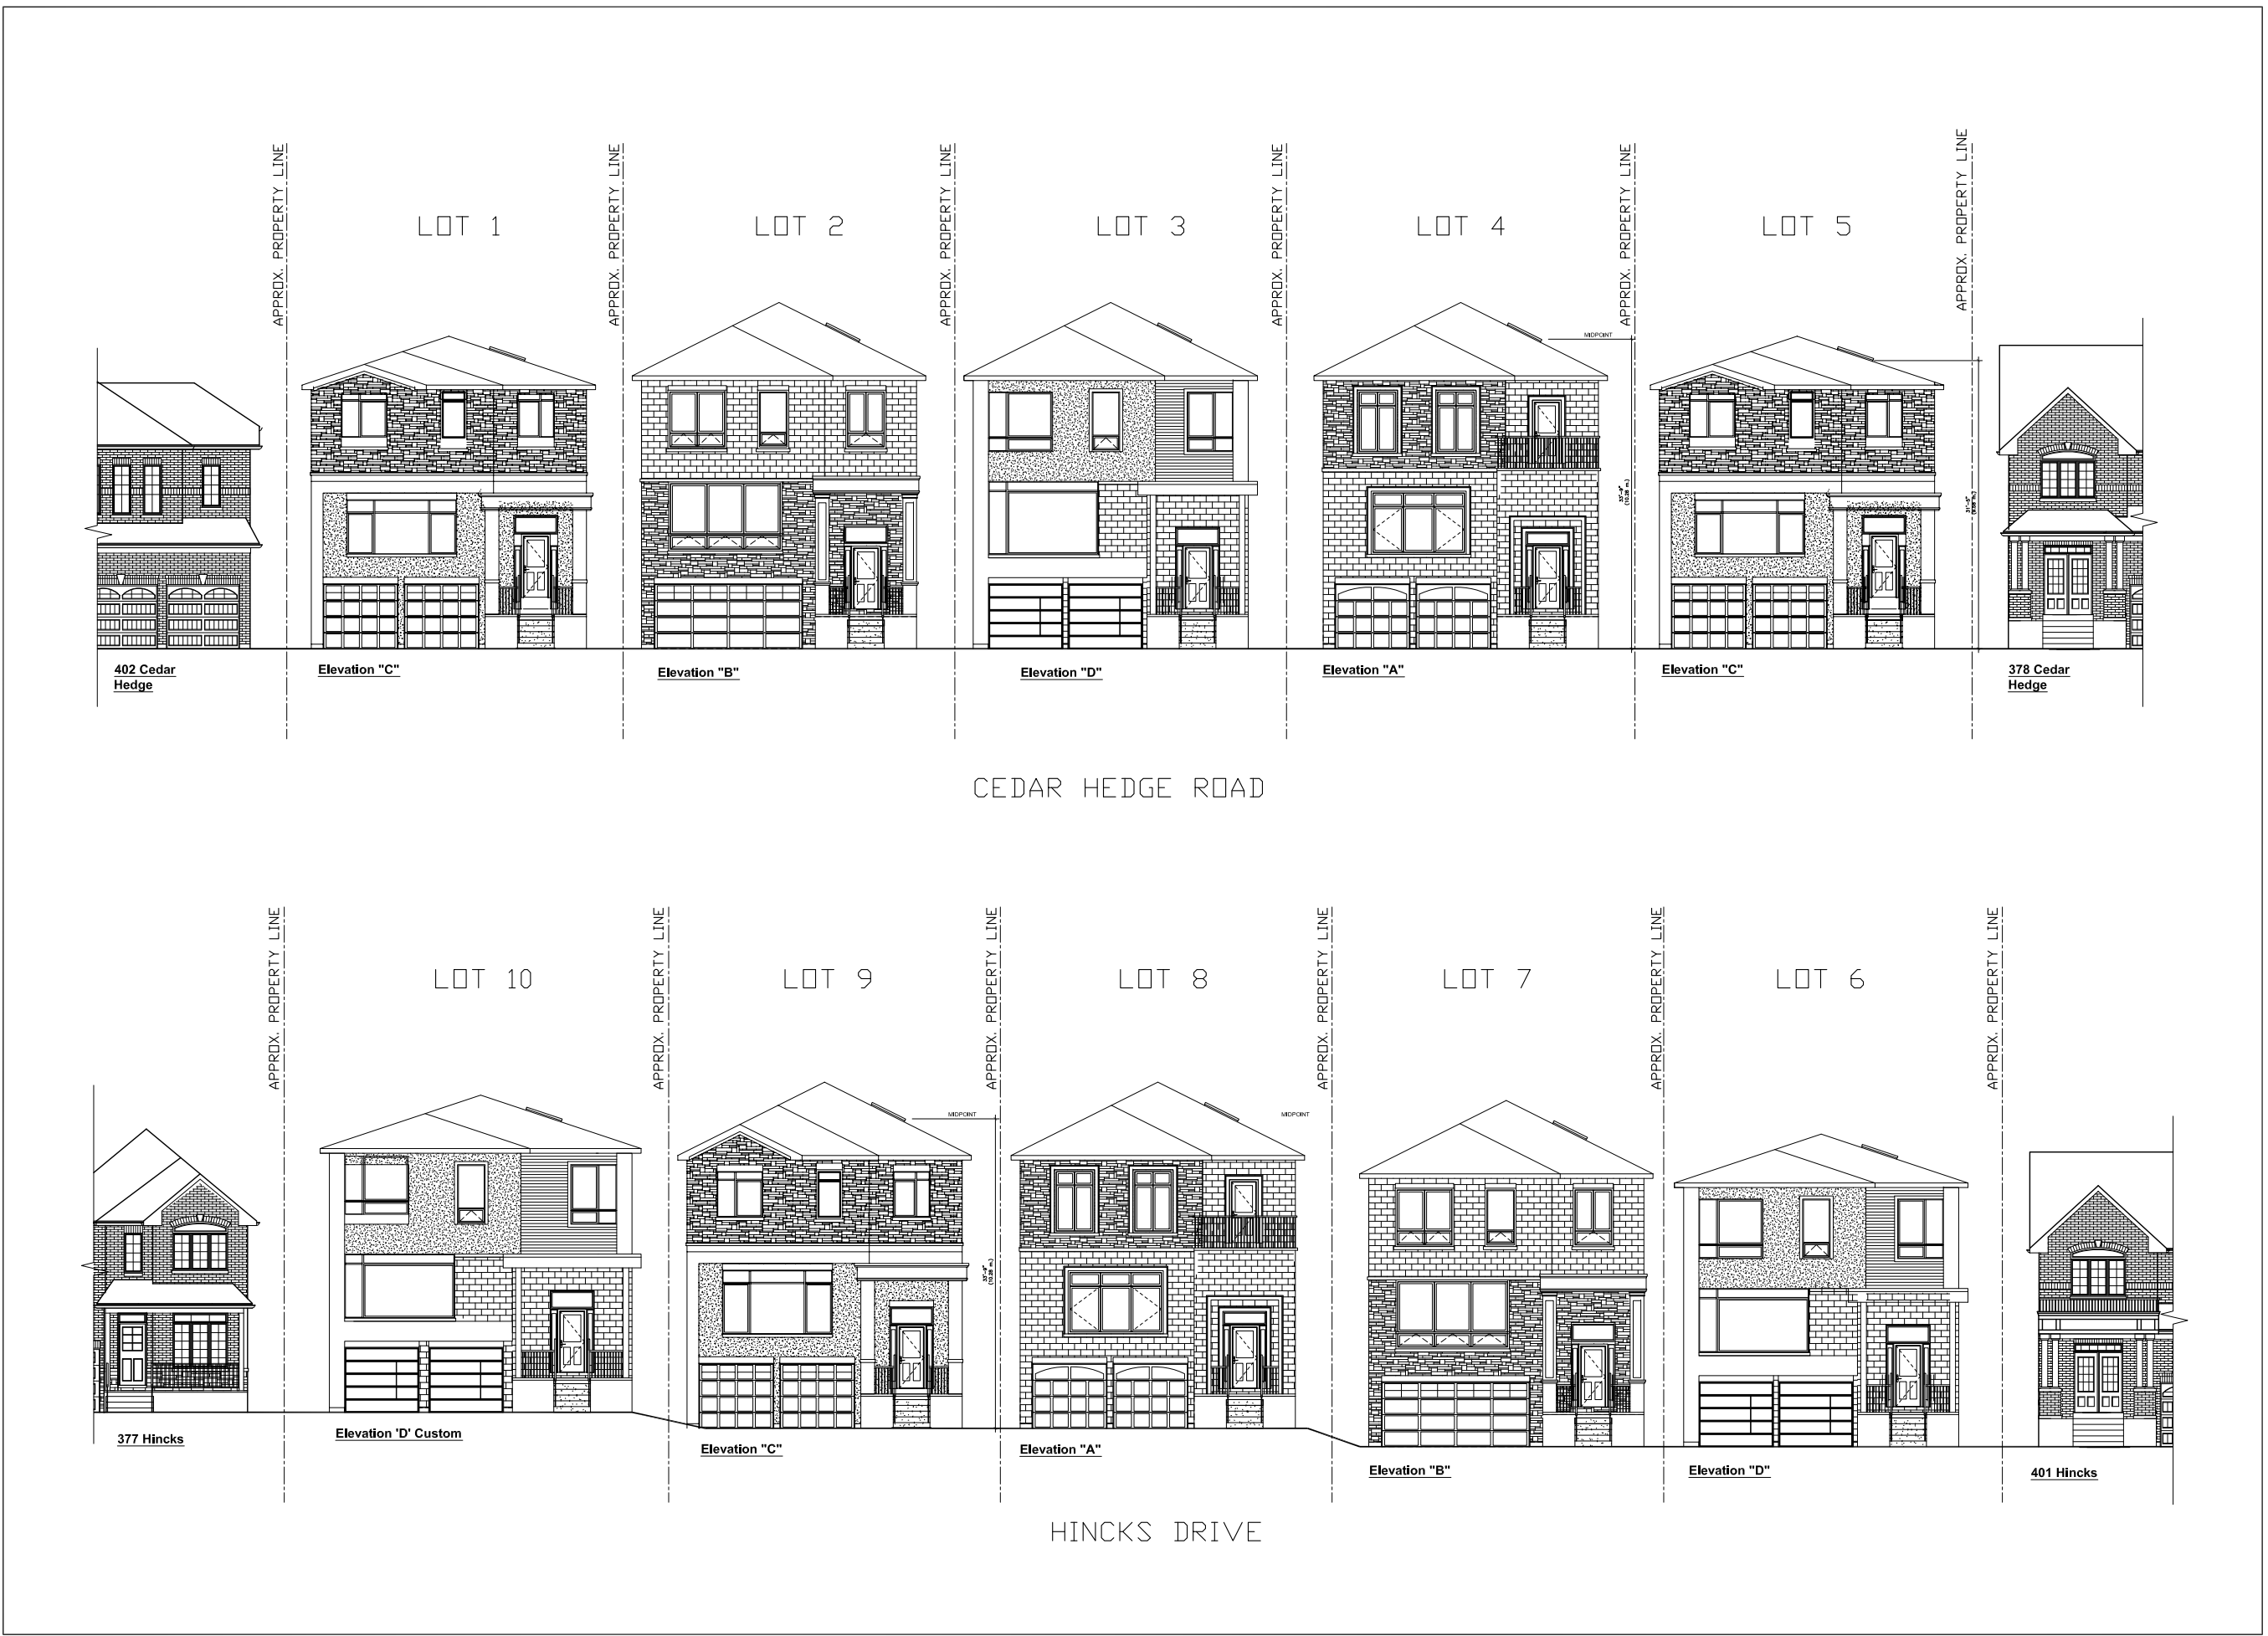 APPROX. PROPERTY LINE
APPROX. PROPERTY LINE
APPROX. PROPERTY LINE
APPROX. PROPERTY LINE
APPROX. PROPERTY LINE
APPROX. PROPERTY LINE
LOT 1
LOT 2
LOT 3
LOT 4
LOT 5
MIDPOINT
(10.28 m.)
402 Cedar
Hedge
Elevation "C"
Elevation "B"
Elevation "D"
Elevation "A"
Elevation "C"
378 Cedar
Hedge
CEDAR HEDGE ROAD
APPROX. PROPERTY LINE
APPROX. PROPERTY LINE
APPROX. PROPERTY LINE
APPROX. PROPERTY LINE
APPROX. PROPERTY LINE
APPROX. PROPERTY LINE
LOT 10
LOT 9
LOT 8
LOT 7
LOT 6
MIDPOINT
MIDPOINT
(10.28 m.)
377 Hincks
Elevation 'D' Custom
Elevation "C"
Elevation "A"
Elevation "B"
Elevation "D"
401 Hincks
HINCKS DRIVE